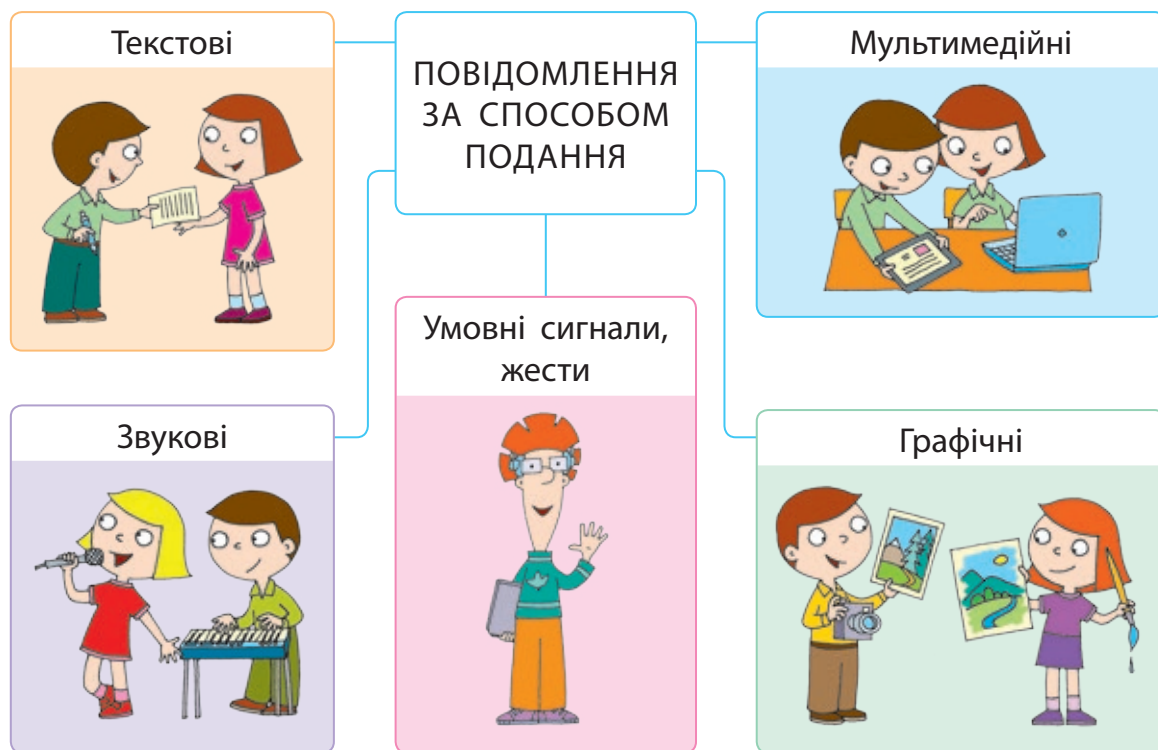 Текстові
ПОВІДОМЛЕННЯ
ЗА СПОСОБОМ
ПОДАННЯ
Мультимедійні
Умовні сигнали,
жести
Звукові
Графічні